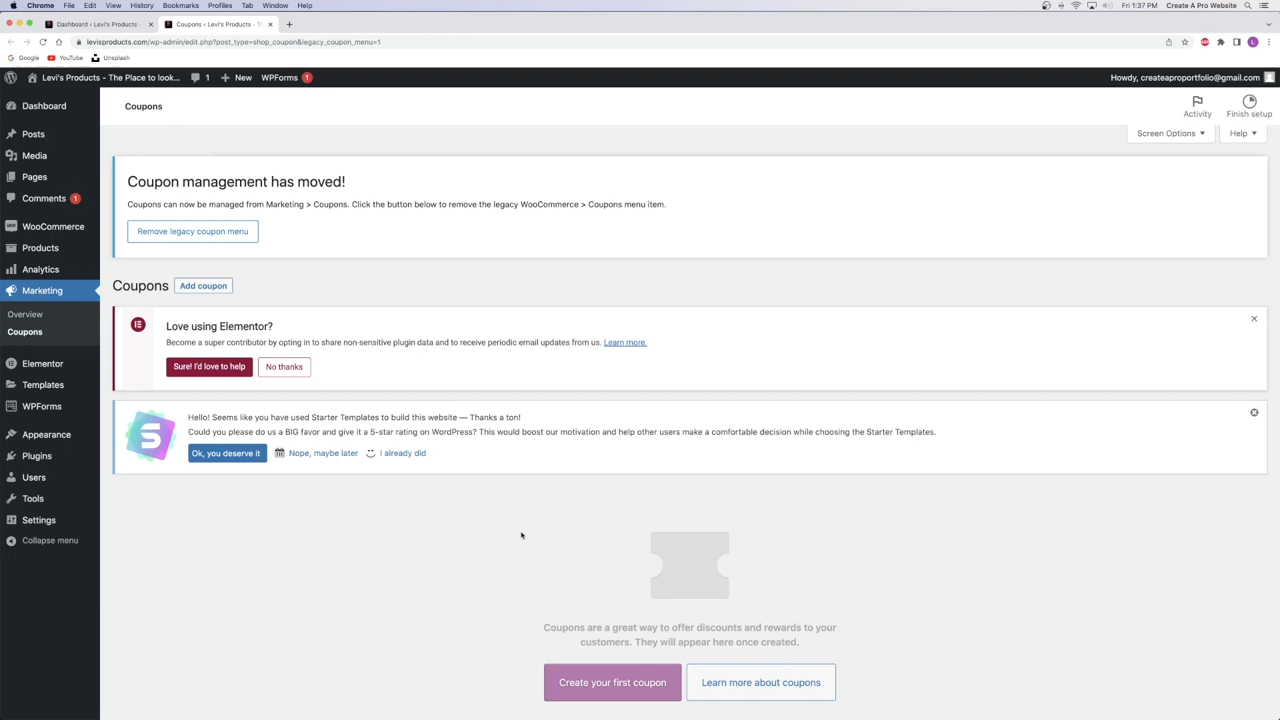 Chrome File Edit View History Bookmarks Profiles Tab Window Help
Fri 1:37 PM Create A Pro Website
Dashboard ‹ Levi's Products -
Coupons ‹ Levi's Products - Th
levisproducts.com/wp-admin/edit.php?post_type=shop_coupon&legacy_coupon_menu=1
Google YouTube Unsplash
Levi's Products - The Place to look... 1 New WPForms 1
Howdy, createaproportfolio@gmail.com
Dashboard
Posts
Media
Pages
Comments 1
WooCommerce
Products
Analytics
Marketing
Overview
Coupons
Elementor
Templates
WPForms
Appearance
Plugins
Users
Tools
Settings
Collapse menu
Coupons
Activity
Finish setup
Screen Options
Help
Coupon management has moved!
Coupons can now be managed from Marketing > Coupons. Click the button below to remove the legacy WooCommerce > Coupons menu item.
Remove legacy coupon menu
Coupons
Add coupon
Love using Elementor?
Become a super contributor by opting in to share non-sensitive plugin data and to receive periodic email updates from us. Learn more.
Sure! I'd love to help
No thanks
Hello! Seems like you have used Starter Templates to build this website — Thanks a ton!
Could you please do us a BIG favor and give it a 5-star rating on WordPress? This would boost our motivation and help other users make a comfortable decision while choosing the Starter Templates.
Ok, you deserve it
Nope, maybe later
I already did
Coupons are a great way to offer discounts and rewards to your
customers. They will appear here once created.
Create your first coupon
Learn more about coupons